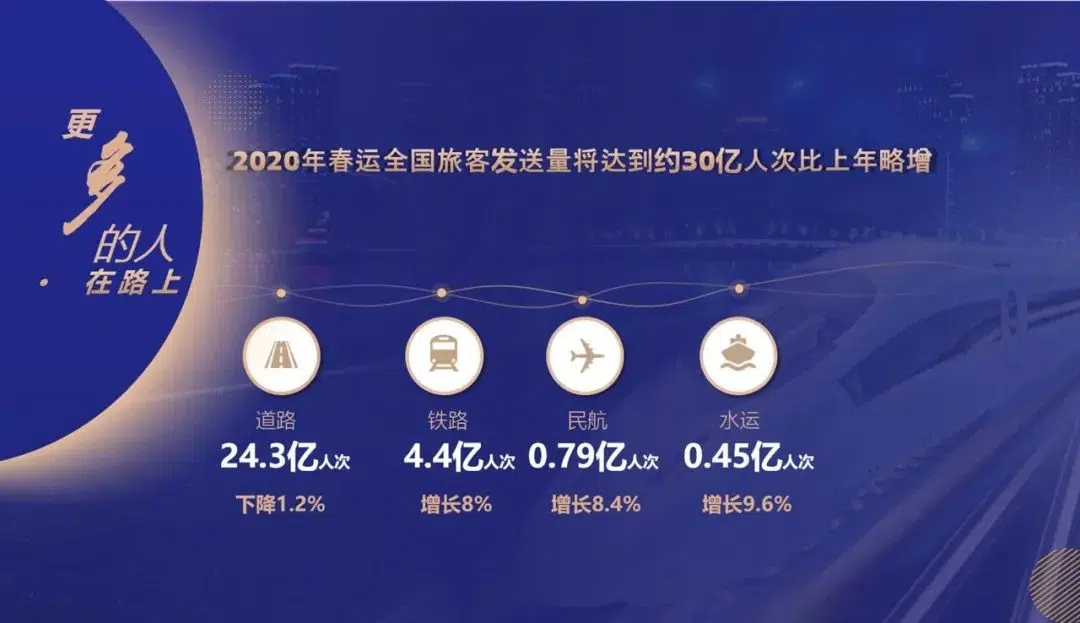 更
多
的人
在路上
2020年春运全国旅客发送量将达到约30亿人次比上年略增
道路
24.3亿人次
下降1.2%
铁路
4.4亿人次
增长8%
民航
0.79亿人次
增长8.4%
水运
0.45亿人次
增长9.6%